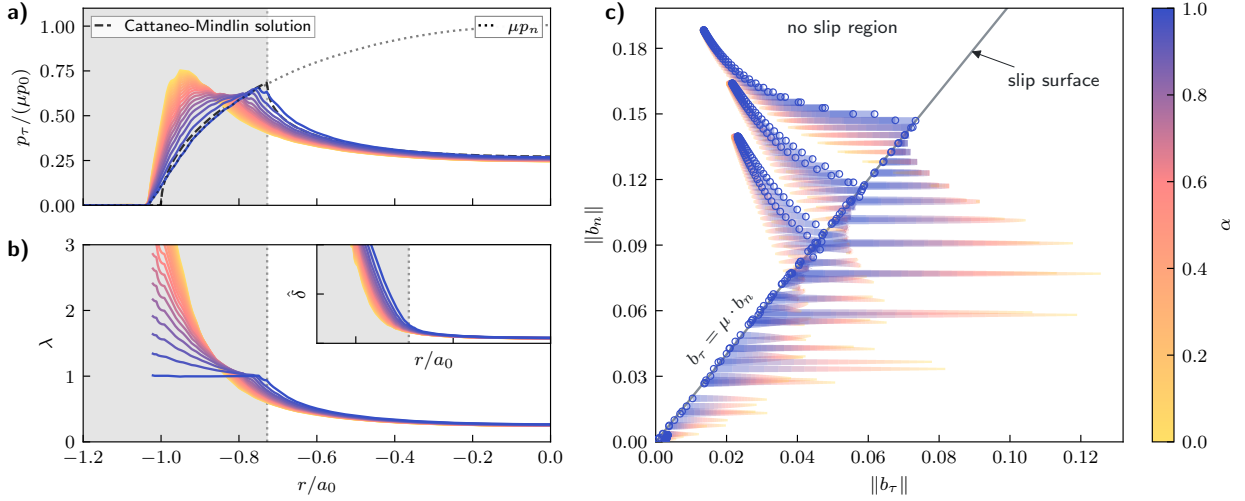 a)
1.00
0.75
0.50
0.25
0.00
p_τ/(μp_0)
Cattaneo-Mindlin solution
μp_n
b)
3
2
1
0
λ
δ̂
r/a_0
−1.2
−1.0
−0.8
−0.6
−0.4
−0.2
0.0
r/a_0
c)
0.18
0.15
0.12
0.09
0.06
0.03
0.00
‖b_n‖
no slip region
slip surface
b_τ = μ · b_n
0.00
0.02
0.04
0.06
0.08
0.10
0.12
‖b_τ‖
1.0
0.8
0.6
0.4
0.2
0.0
α